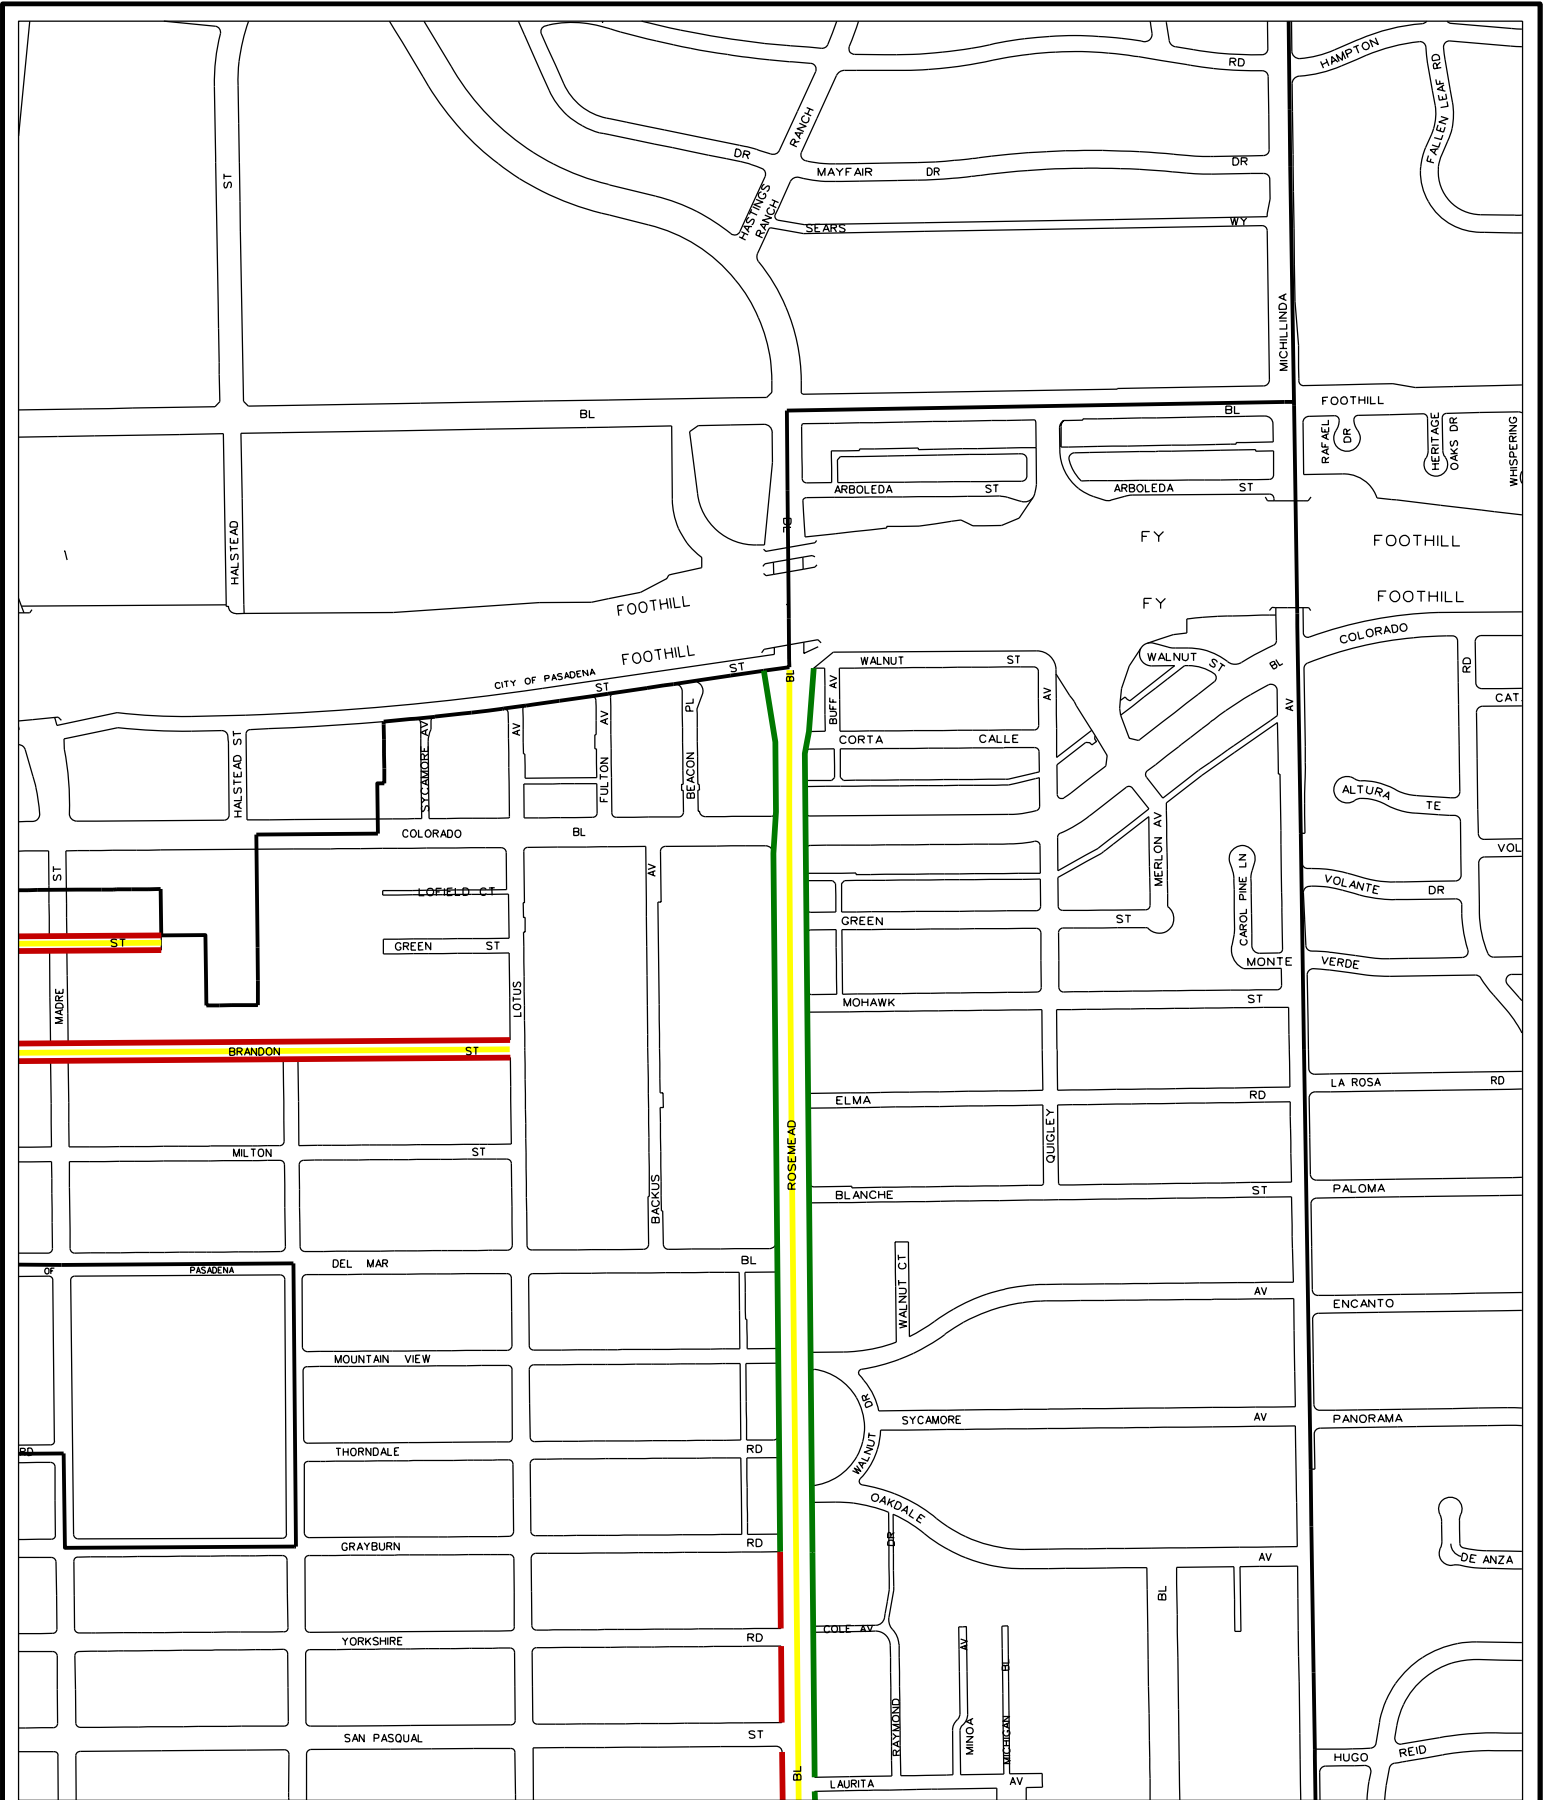 HAMPTON
RD
FALLEN LEAF RD
RANCH
DR
DR
MAYFAIR DR
ST
HASTINGS
RANCH
SEARS
WY
MICHILLINDA
FOOTHILL
BL
BL
RAFAEL
DR
HERITAGE
OAKS DR
WHISPERING
ARBOLEDA ST
ARBOLEDA ST
BL
FY
FOOTHILL
HALSTEAD
FOOTHILL
FY
FOOTHILL
COLORADO
FOOTHILL
CITY OF PASADENA
ST
ST
WALNUT ST
WALNUT ST
BL
RD
BL
BUFF AV
AV
AV
CAT
PL
AV
AV
SYCAMORE AV
HALSTEAD ST
CORTA CALLE
FULTON
BEACON
ALTURA TE
COLORADO BL
MERLON AV
VOL
ST
AV
CAROL PINE LN
LOFIELD CT
VOLANTE DR
GREEN ST
ST
GREEN ST
MONTE VERDE
MADRE
LOTUS
MOHAWK ST
BRANDON ST
LA ROSA RD
ELMA RD
QUIGLEY
ROSEMEAD
MILTON ST
BACKUS
BLANCHE ST
PALOMA
DEL MAR BL
OF PASADENA
WALNUT CT
AV
ENCANTO
MOUNTAIN VIEW
DR
SYCAMORE AV
PANORAMA
RD
THORNDALE RD
WALNUT
OAKDALE
DR
GRAYBURN RD
AV
DE ANZA
BL
COLE AV
YORKSHIRE RD
AV
BL
RAYMOND
MINOA
MICHIGAN
SAN PASQUAL ST
HUGO REID
BL
LAURITA AV